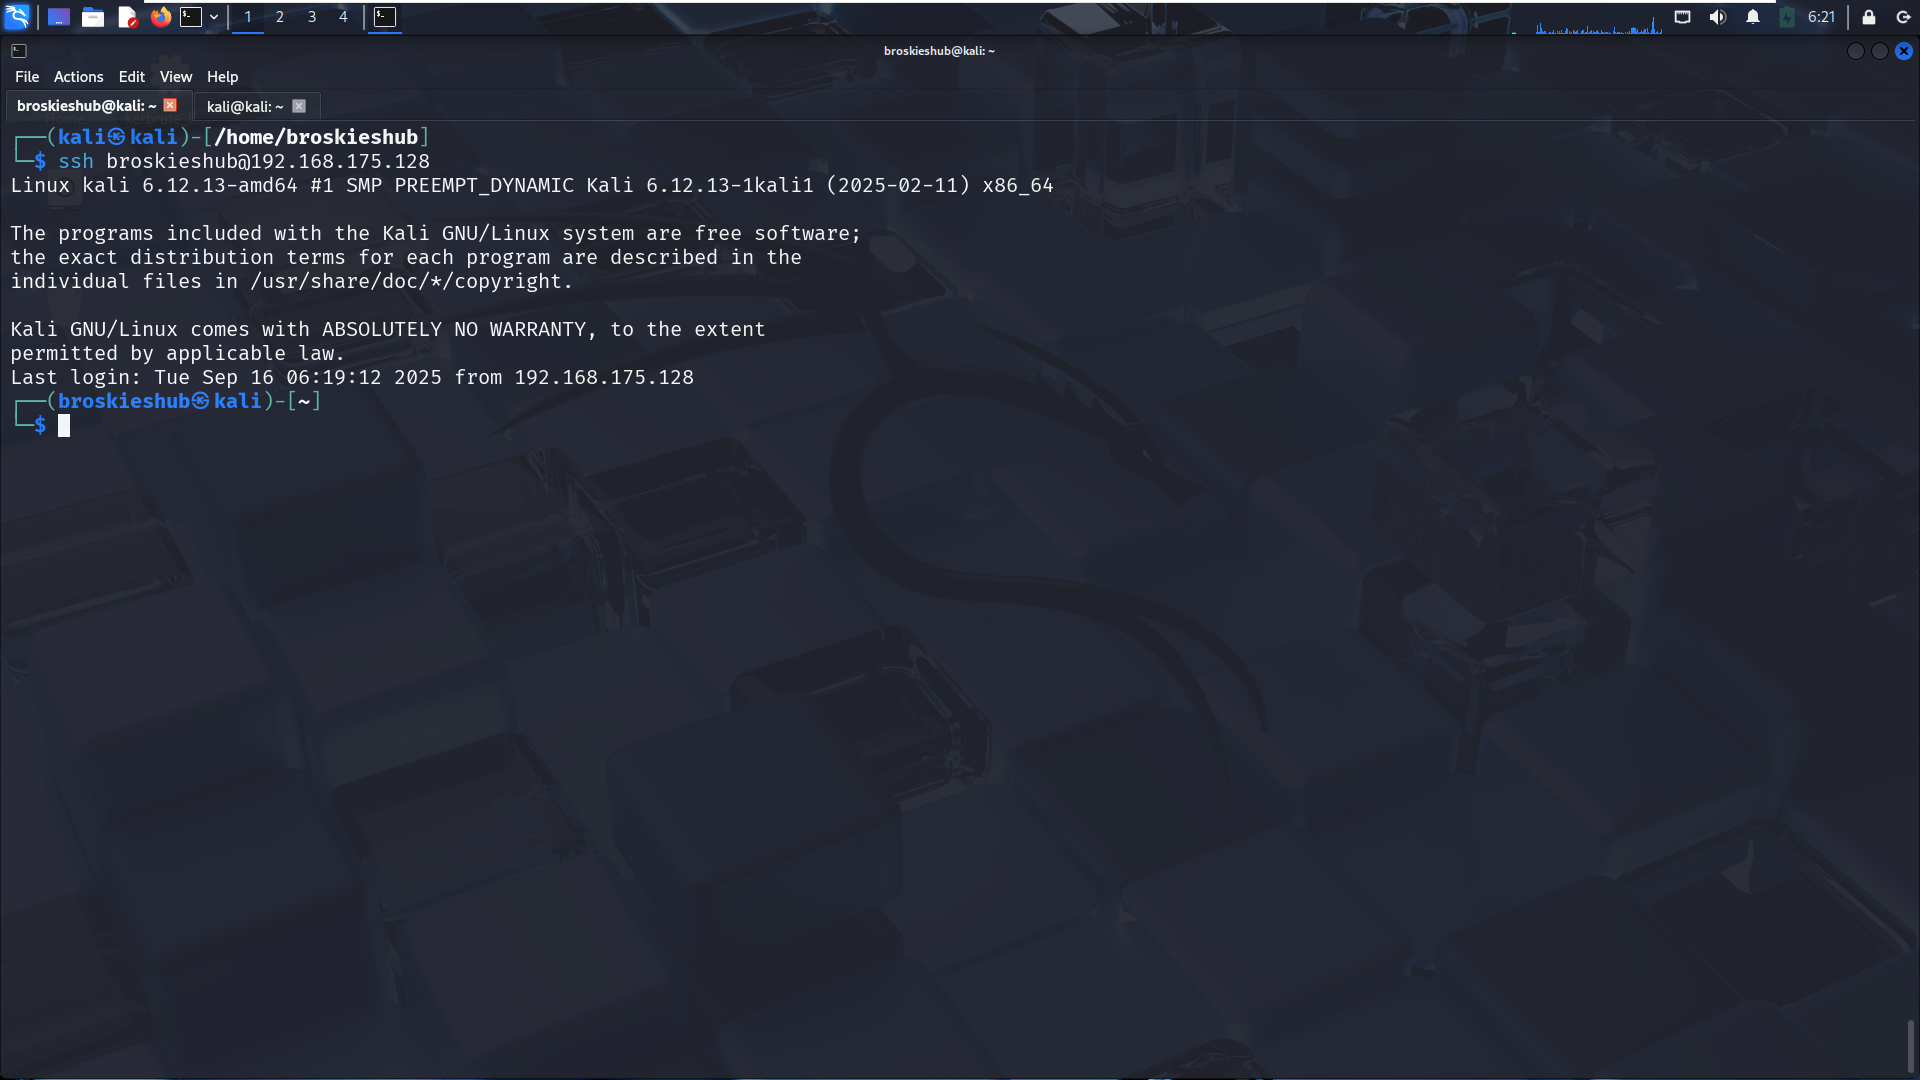 1 2 3 4 6:21
broskieshub@kali: ~
File Actions Edit View Help
broskieshub@kali: ~ kali@kali: ~
┌──(kali㉿kali)-[/home/broskieshub]
└─$ ssh broskieshub@192.168.175.128
Linux kali 6.12.13-amd64 #1 SMP PREEMPT_DYNAMIC Kali 6.12.13-1kali1 (2025-02-11) x86_64
The programs included with the Kali GNU/Linux system are free software;
the exact distribution terms for each program are described in the
individual files in /usr/share/doc/*/copyright.
Kali GNU/Linux comes with ABSOLUTELY NO WARRANTY, to the extent
permitted by applicable law.
Last login: Tue Sep 16 06:19:12 2025 from 192.168.175.128
┌──(broskieshub㉿kali)-[~]
└─$